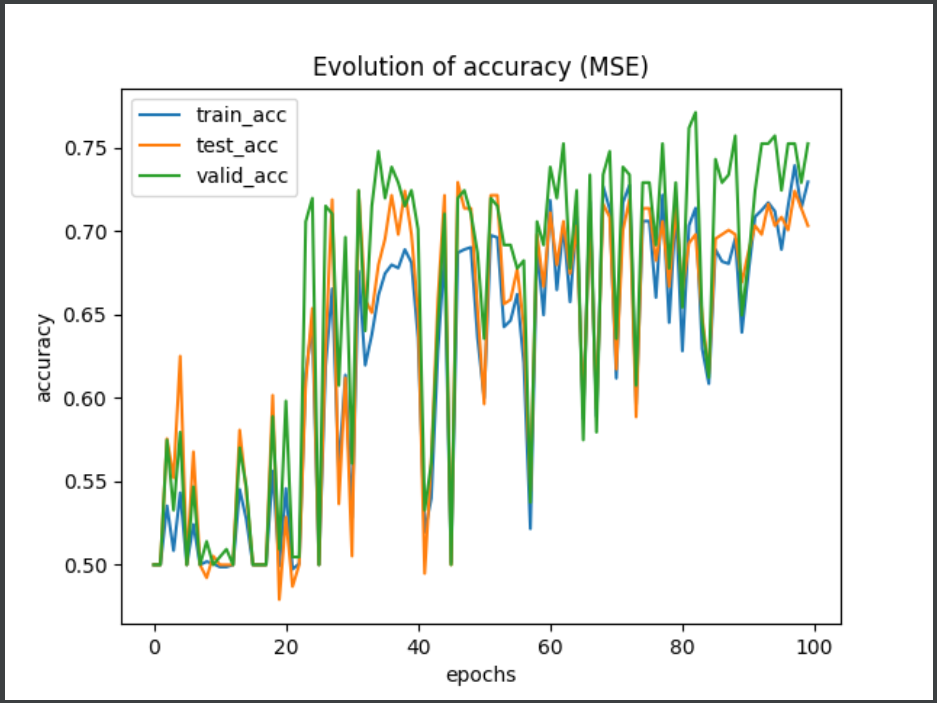 Evolution of accuracy (MSE)
train_acc
test_acc
valid_acc
accuracy
0.75
0.70
0.65
0.60
0.55
0.50
0 20 40 60 80 100
epochs